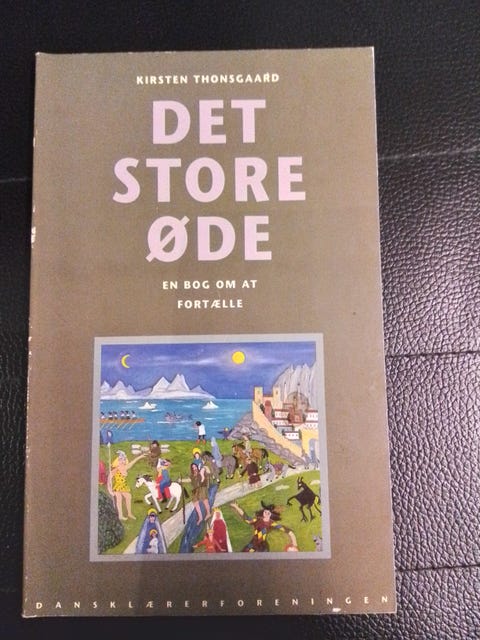 KIRSTEN THONSGAARD
DET
STORE
ØDE
EN BOG OM AT
FORTÆLLE
DANSKLÆRERFORENINGEN